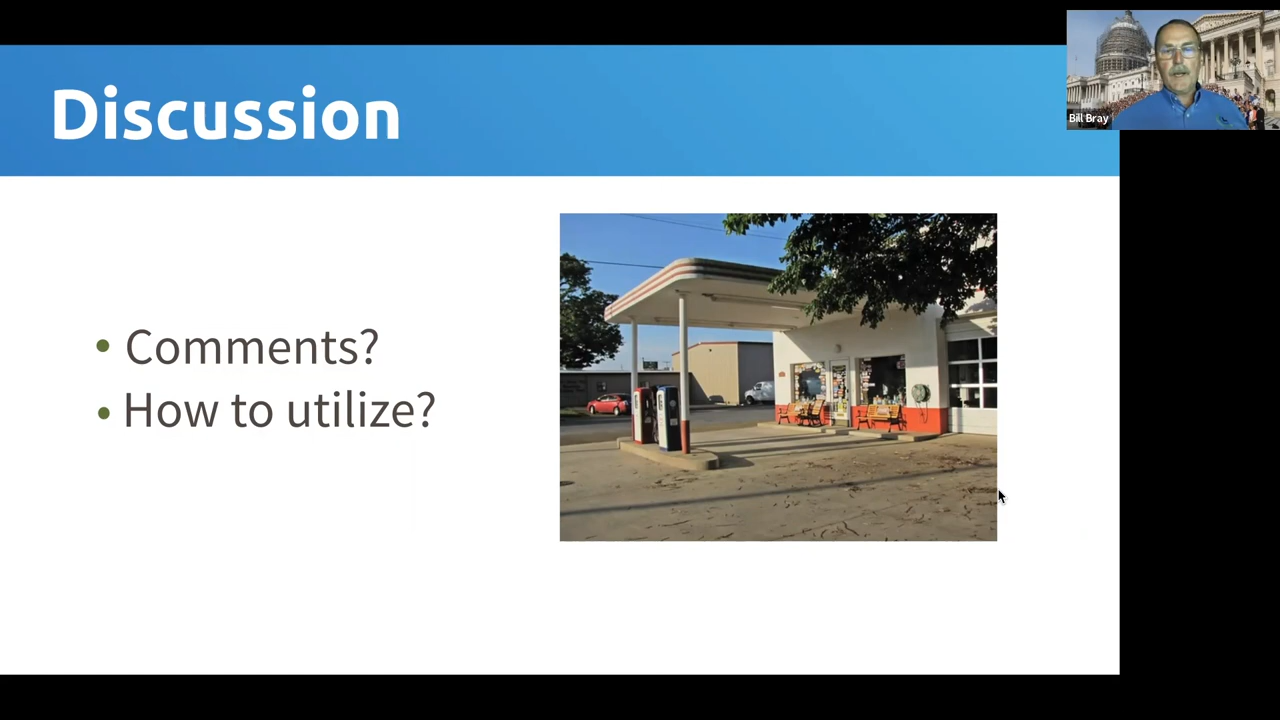 Discussion
Bill Bray
• Comments?
• How to utilize?